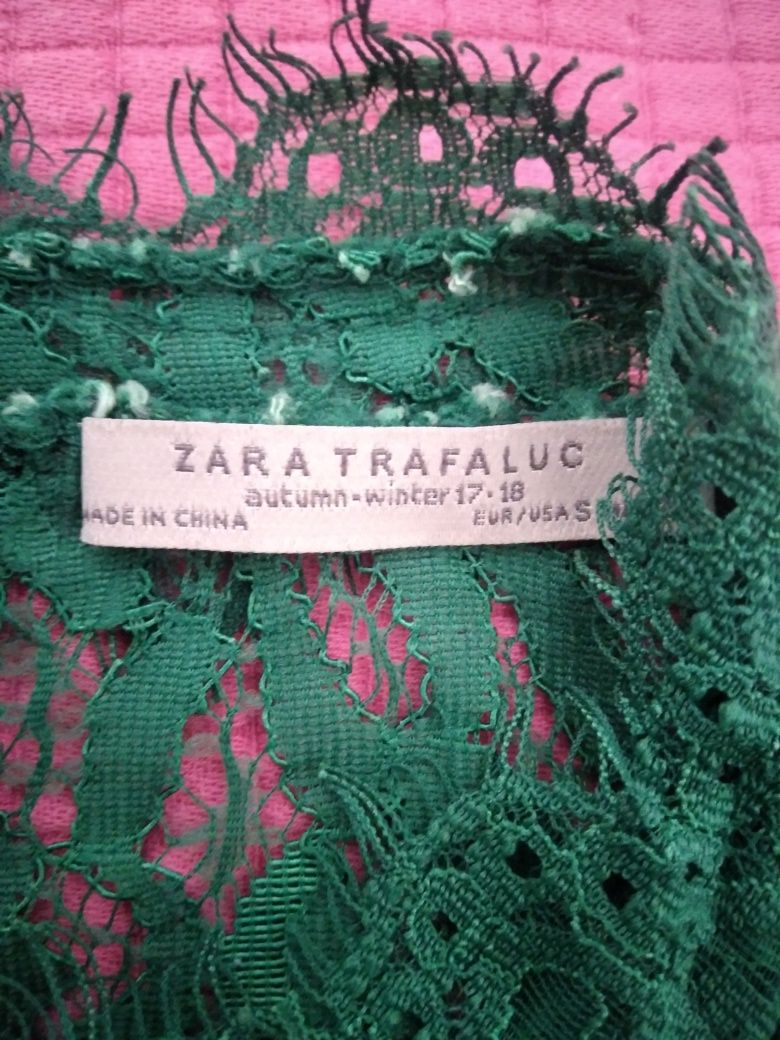 ZARA TRAFALUC
autumn-winter 17-18
MADE IN CHINA
EUR/USA S